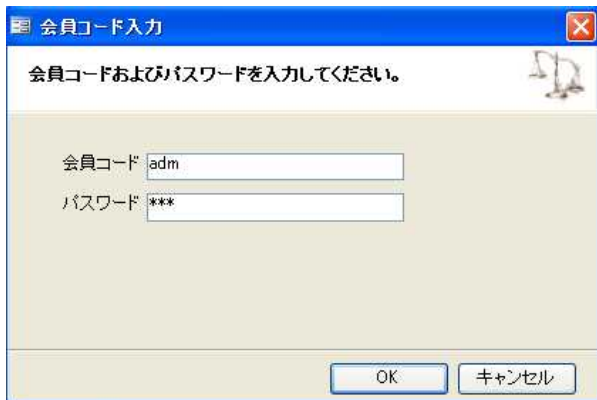 会員コード入力
会員コードおよびパスワードを入力してください。
会員コード adm
パスワード ***
OK キャンセル